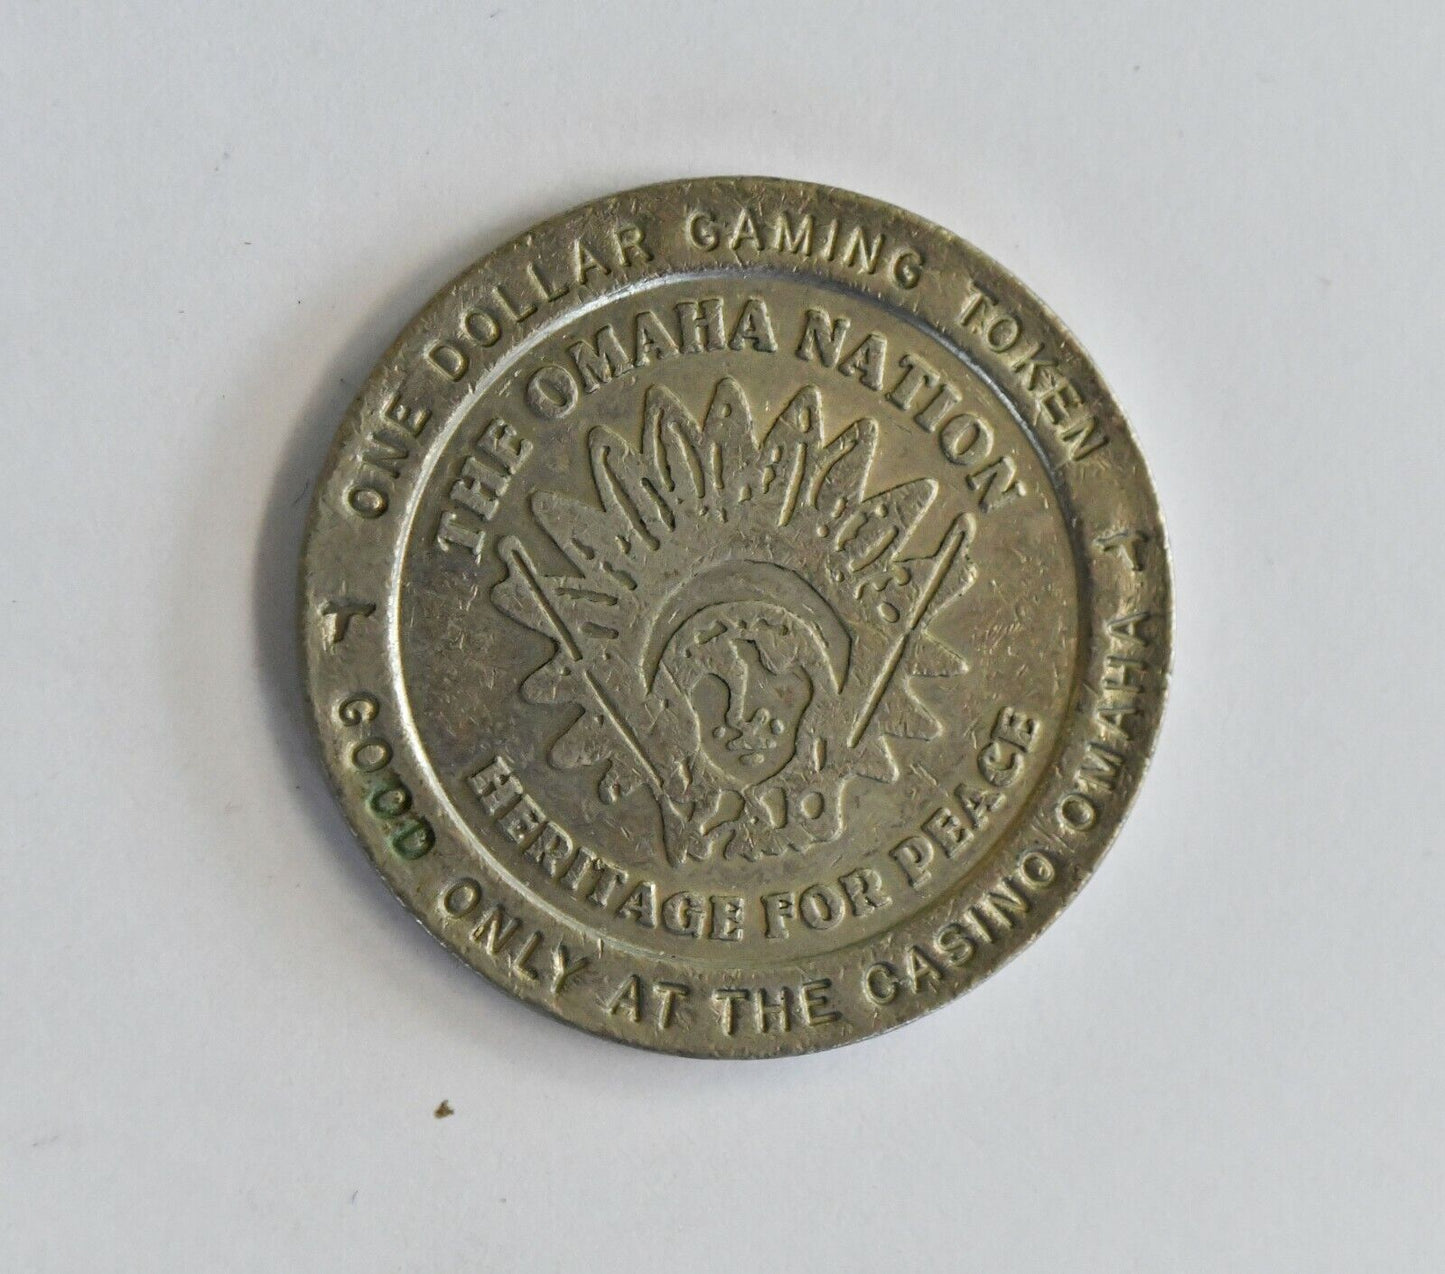 ONE DOLLAR GAMING TOKEN
THE OMAHA NATION
HERITAGE FOR PEACE
GOOD ONLY AT THE CASINO OMAHA